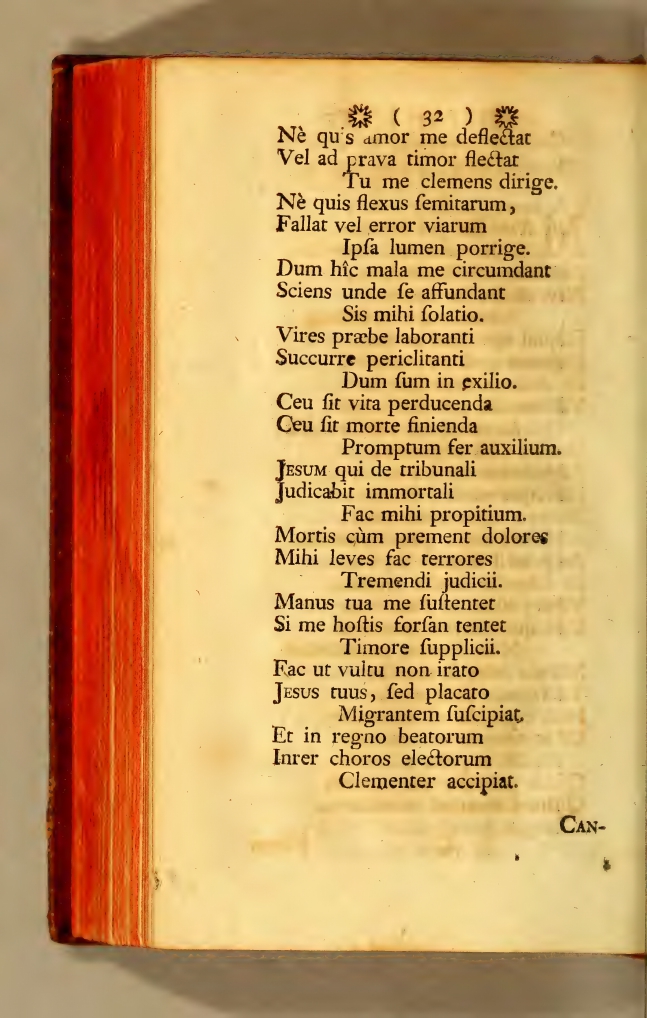 ( 32 )
Nè quis amor me deflectat
Vel ad prava timor flectat
Tu me clemens dirige.
Nè quis flexus ſemitarum,
Fallat vel error viarum
Ipſa lumen porrige.
Dum hîc mala me circumdant
Sciens unde ſe affundant
Sis mihi ſolatio.
Vires præbe laboranti
Succurre periclitanti
Dum ſum in exilio.
Ceu ſit vita perducenda
Ceu ſit morte finienda
Promptum fer auxilium.
JESUM qui de tribunali
Judicabit immortali
Fac mihi propitium.
Mortis cùm prement dolores
Mihi leves fac terrores
Tremendi judicii.
Manus tua me ſuſtentet
Si me hoſtis forſan tentet
Timore ſupplicii.
Fac ut vultu non irato
JESUS tuus, ſed placato
Migrantem ſuſcipiat.
Et in regno beatorum
Inrer choros electorum
Clementer accipiat.
CAN-